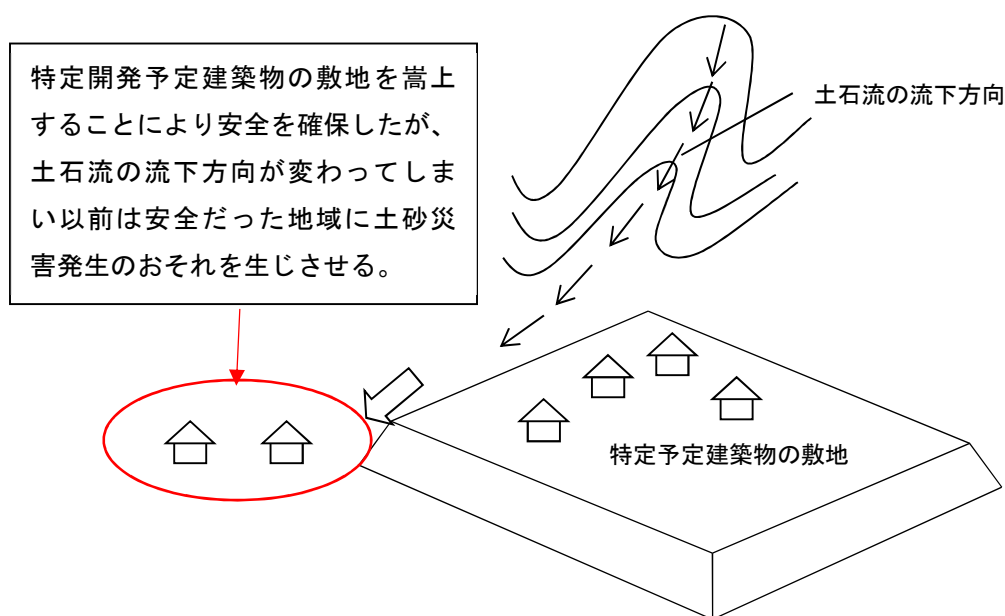 特定開発予定建築物の敷地を嵩上
することにより安全を確保したが、
土石流の流下方向が変わってしま
い以前は安全だった地域に土砂災
害発生のおそれを生じさせる。
土石流の流下方向
特定予定建築物の敷地